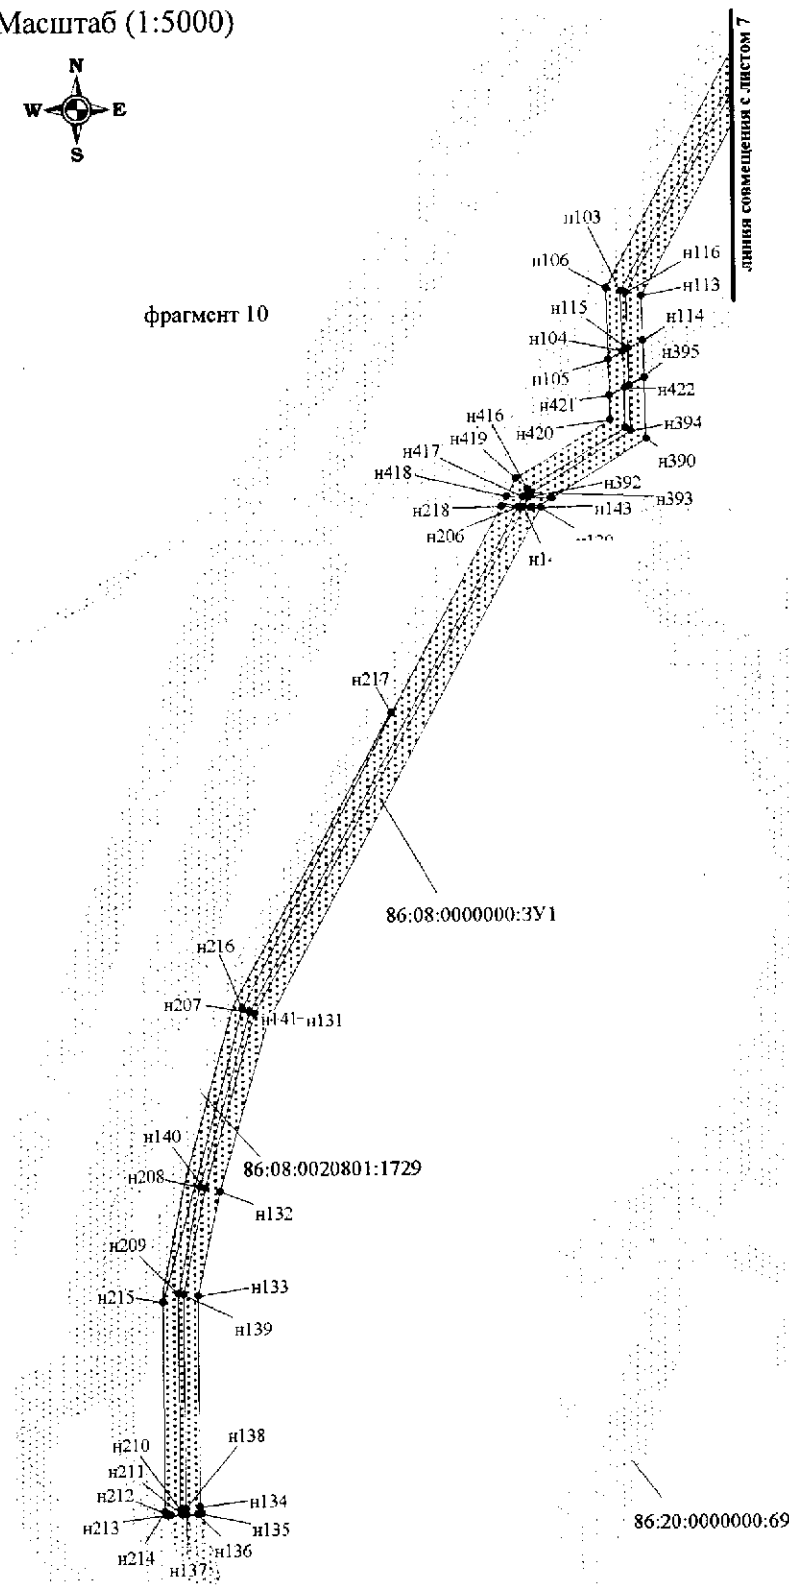 Масштаб (1:5000)
N
W E
S
линия совмещения с листом 7
н103
н116
н106
н113
фрагмент 10
н115
н114
н104
н395
н105
н422
н421
н416
н394
н420
н419
н390
н417
н392
н418
н393
н218
н143
н206
н217
86:08:0000000:ЗУ1
н216
н207
н141
н131
н140
86:08:0020801:1729
н208
н132
н209
н133
н215
н139
н138
н210
н211
н134
н212
н135
н213
н136
н214
н137
86:20:0000000:69